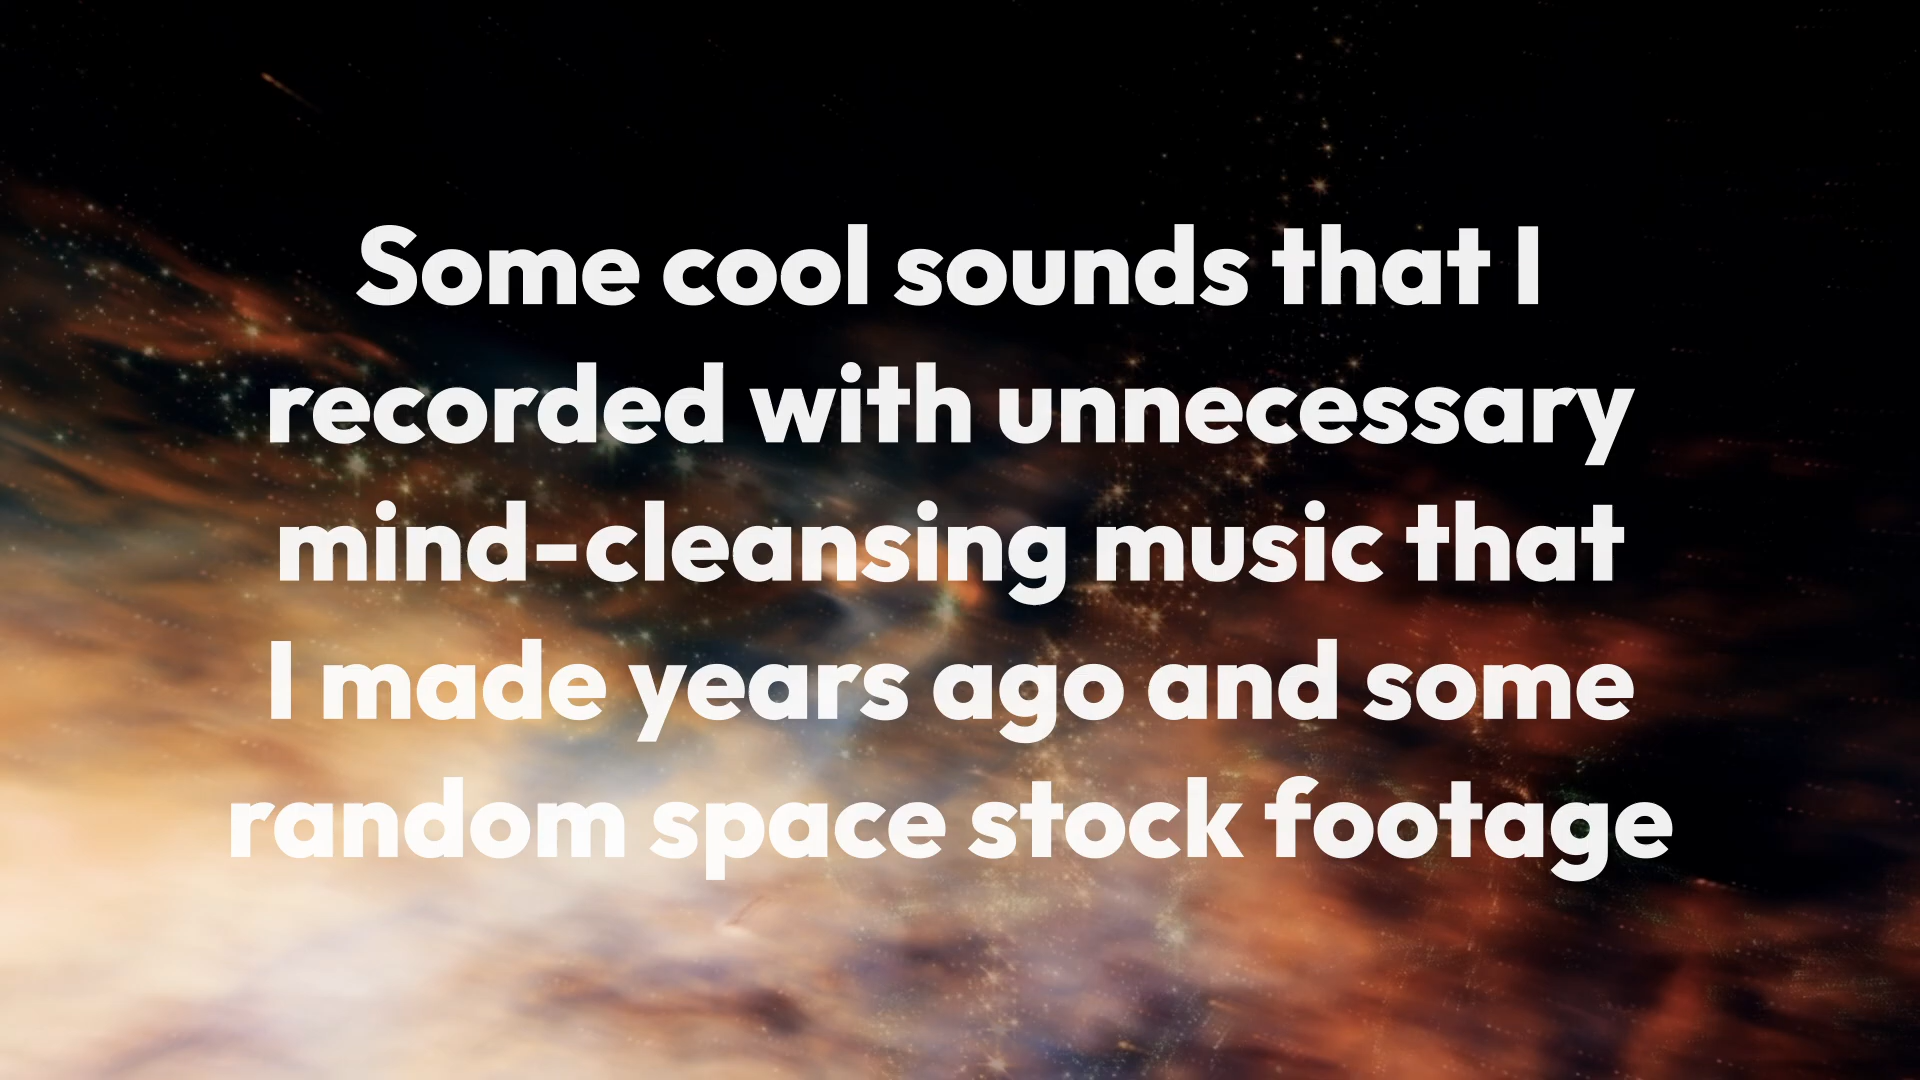 Some cool sounds that I
recorded with unnecessary
mind-cleansing music that
I made years ago and some
random space stock footage